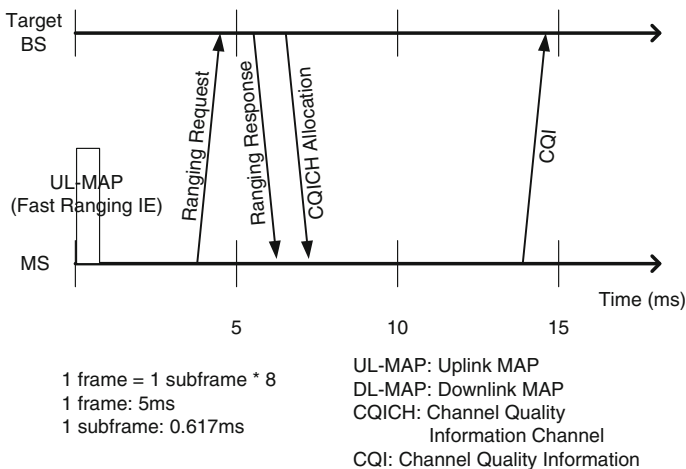 Target
BS
Ranging Request
Ranging Response
CQICH Allocation
CQI
UL-MAP
(Fast Ranging IE)
MS
Time (ms)
5
10
15
1 frame = 1 subframe * 8
1 frame: 5ms
1 subframe: 0.617ms
UL-MAP: Uplink MAP
DL-MAP: Downlink MAP
CQICH: Channel Quality
Information Channel
CQI: Channel Quality Information